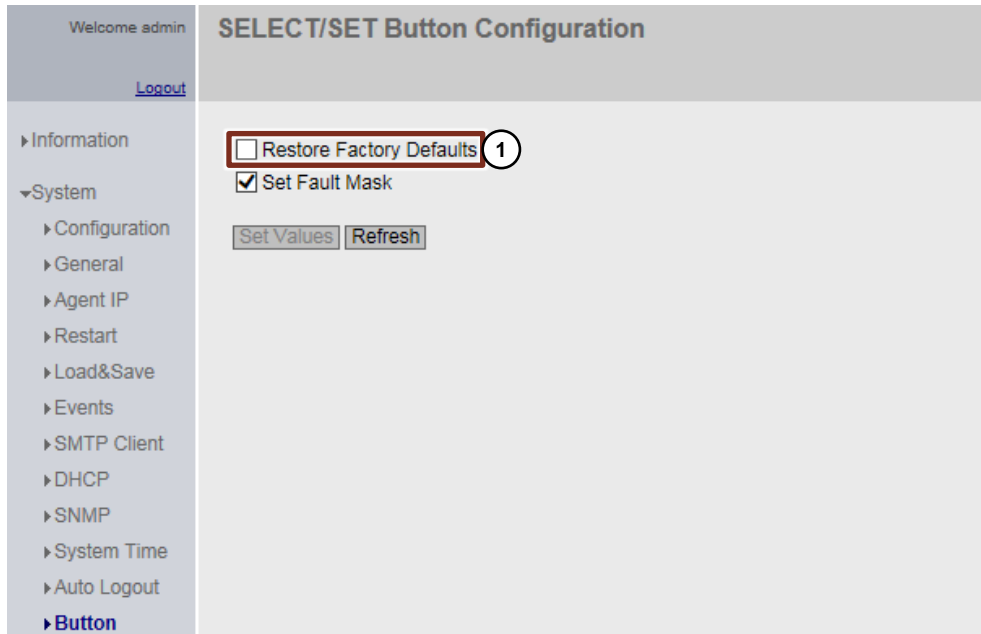 Welcome admin
Logout
SELECT/SET Button Configuration
Information
System
Configuration
General
Agent IP
Restart
Load&Save
Events
SMTP Client
DHCP
SNMP
System Time
Auto Logout
Button
Restore Factory Defaults 1
Set Fault Mask
Set Values Refresh